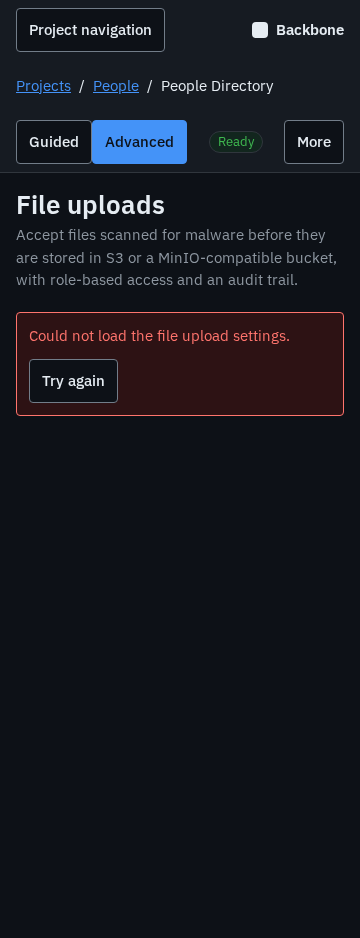 Project navigation
Backbone
Projects / People / People Directory
Guided
Advanced
Ready
More
File uploads
Accept files scanned for malware before they
are stored in S3 or a MinIO-compatible bucket,
with role-based access and an audit trail.
Could not load the file upload settings.
Try again